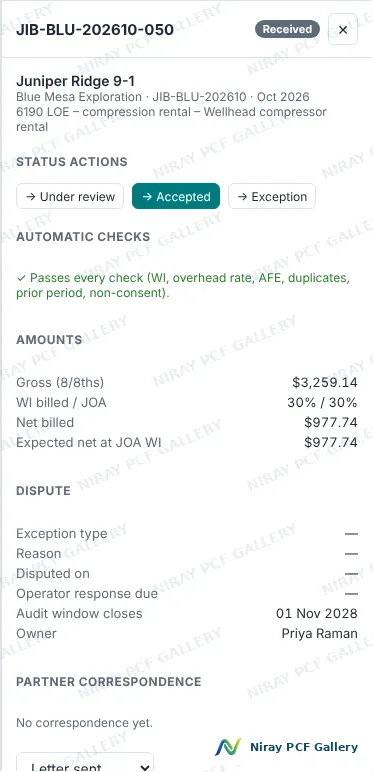 JIB-BLU-202610-050
Received
×
Juniper Ridge 9-1
Blue Mesa Exploration · JIB-BLU-202610 · Oct 2026
6190 LOE – compression rental – Wellhead compressor
rental
STATUS ACTIONS
→ Under review
→ Accepted
→ Exception
AUTOMATIC CHECKS
✓ Passes every check (WI, overhead rate, AFE, duplicates,
prior period, non-consent).
AMOUNTS
Gross (8/8ths) $3,259.14
WI billed / JOA 30% / 30%
Net billed $977.74
Expected net at JOA WI $977.74
DISPUTE
Exception type —
Reason —
Disputed on —
Operator response due —
Audit window closes 01 Nov 2028
Owner Priya Raman
PARTNER CORRESPONDENCE
No correspondence yet.
Letter sent
Niray PCF Gallery
NIRAY PCF GALLERY